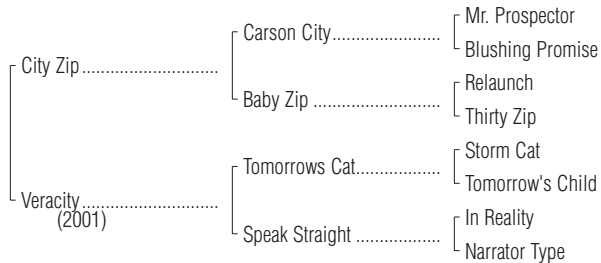 Mr. Prospector
Carson City....................
Blushing Promise
City Zip .........................
Relaunch
Baby Zip .......................
Thirty Zip
Storm Cat
Tomorrows Cat...............
Tomorrow's Child
Veracity.........................
(2001)
In Reality
Speak Straight ...............
Narrator Type